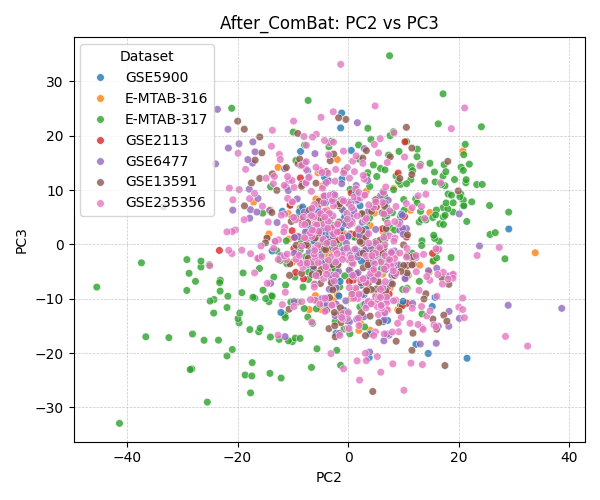 After_ComBat: PC2 vs PC3
Dataset
GSE5900
E-MTAB-316
E-MTAB-317
GSE2113
GSE6477
GSE13591
GSE235356
PC3
30
20
10
0
−10
−20
−30
−40
−20
0
20
40
PC2